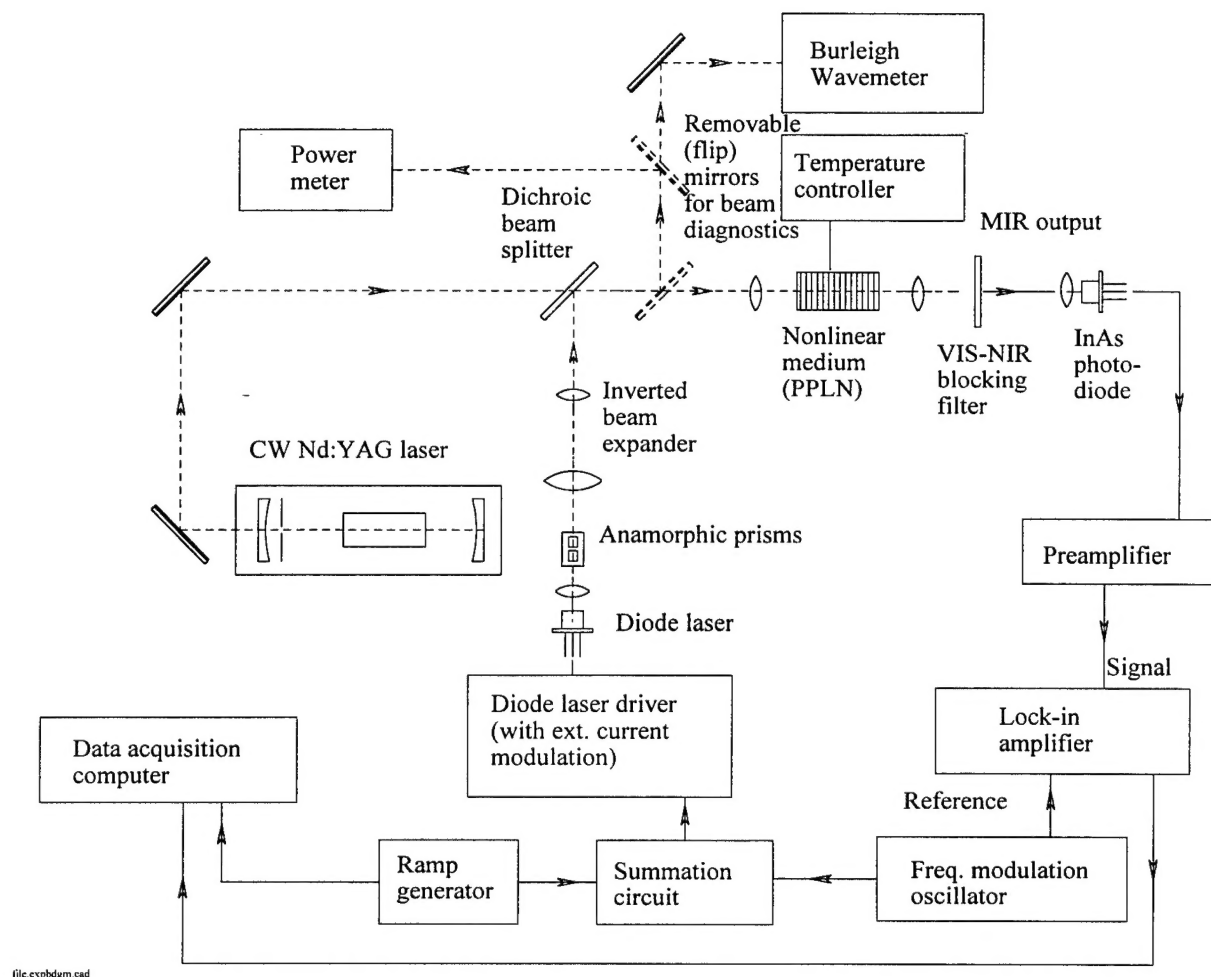 Burleigh
Wavemeter
Removable
(flip)
mirrors
for beam
diagnostics
Power
meter
Temperature
controller
Dichroic
beam
splitter
MIR output
Nonlinear
medium
(PPLN)
VIS-NIR
blocking
filter
InAs
photo-
diode
Inverted
beam
expander
CW Nd:YAG laser
Anamorphic prisms
Preamplifier
Diode laser
Signal
Diode laser driver
(with ext. current
modulation)
Lock-in
amplifier
Data acquisition
computer
Reference
Ramp
generator
Summation
circuit
Freq. modulation
oscillator
file.expbdgm.cad